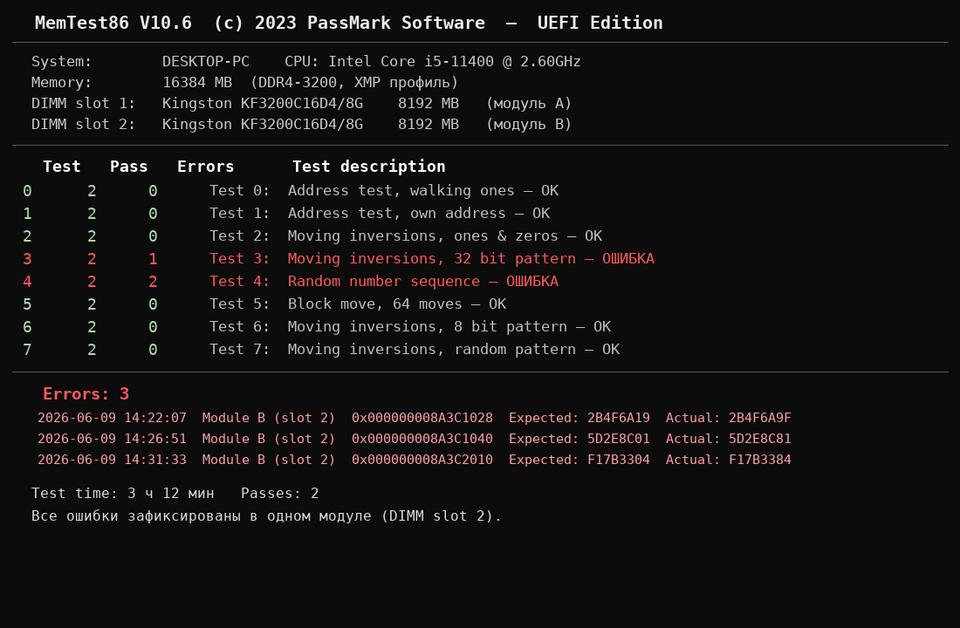 MemTest86 V10.6 (c) 2023 PassMark Software — UEFI Edition
System: DESKTOP-PC CPU: Intel Core i5-11400 @ 2.60GHz
Memory: 16384 MB (DDR4-3200, XMP профиль)
DIMM slot 1: Kingston KF3200C16D4/8G 8192 MB (модуль A)
DIMM slot 2: Kingston KF3200C16D4/8G 8192 MB (модуль B)
Test Pass Errors Test description
0 2 0 Test 0: Address test, walking ones — OK
1 2 0 Test 1: Address test, own address — OK
2 2 0 Test 2: Moving inversions, ones & zeros — OK
3 2 1 Test 3: Moving inversions, 32 bit pattern — ОШИБКА
4 2 2 Test 4: Random number sequence — ОШИБКА
5 2 0 Test 5: Block move, 64 moves — OK
6 2 0 Test 6: Moving inversions, 8 bit pattern — OK
7 2 0 Test 7: Moving inversions, random pattern — OK
Errors: 3
2026-06-09 14:22:07 Module B (slot 2) 0x000000008A3C1028 Expected: 2B4F6A19 Actual: 2B4F6A9F
2026-06-09 14:26:51 Module B (slot 2) 0x000000008A3C1040 Expected: 5D2E8C01 Actual: 5D2E8C81
2026-06-09 14:31:33 Module B (slot 2) 0x000000008A3C2010 Expected: F17B3304 Actual: F17B3384
Test time: 3 ч 12 мин Passes: 2
Все ошибки зафиксированы в одном модуле (DIMM slot 2).